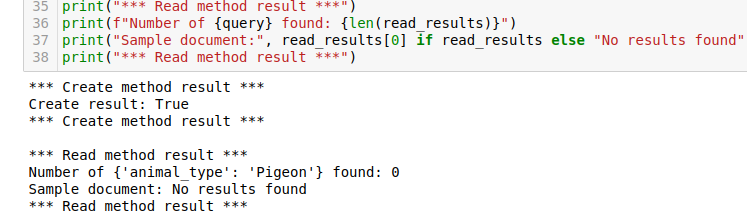 35 print("*** Read method result ***")
36 print(f"Number of {query} found: {len(read_results)}")
37 print("Sample document:", read_results[0] if read_results else "No results found"
38 print("*** Read method result ***")
*** Create method result ***
Create result: True
*** Create method result ***

*** Read method result ***
Number of {'animal_type': 'Pigeon'} found: 0
Sample document: No results found
*** Read method result ***